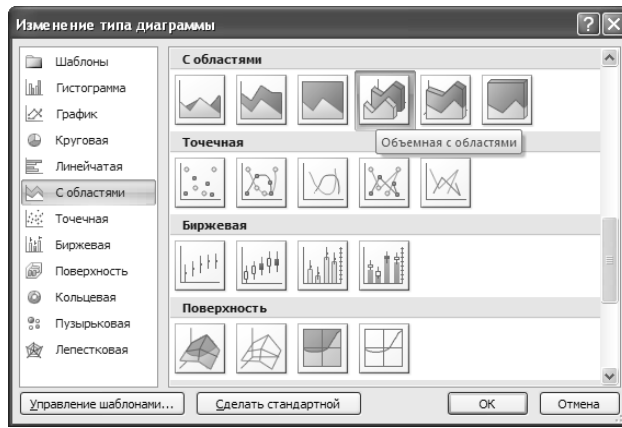 Изменение типа диаграммы
Шаблоны
Гистограмма
График
Круговая
Линейчатая
С областями
Точечная
Биржевая
Поверхность
Кольцевая
Пузырьковая
Лепестковая
С областями
Объемная с областями
Точечная
Биржевая
Поверхность
Управление шаблонами...
Сделать стандартной
ОК
Отмена